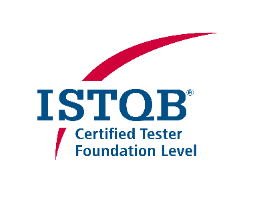 ISTQB®
Certified Tester
Foundation Level